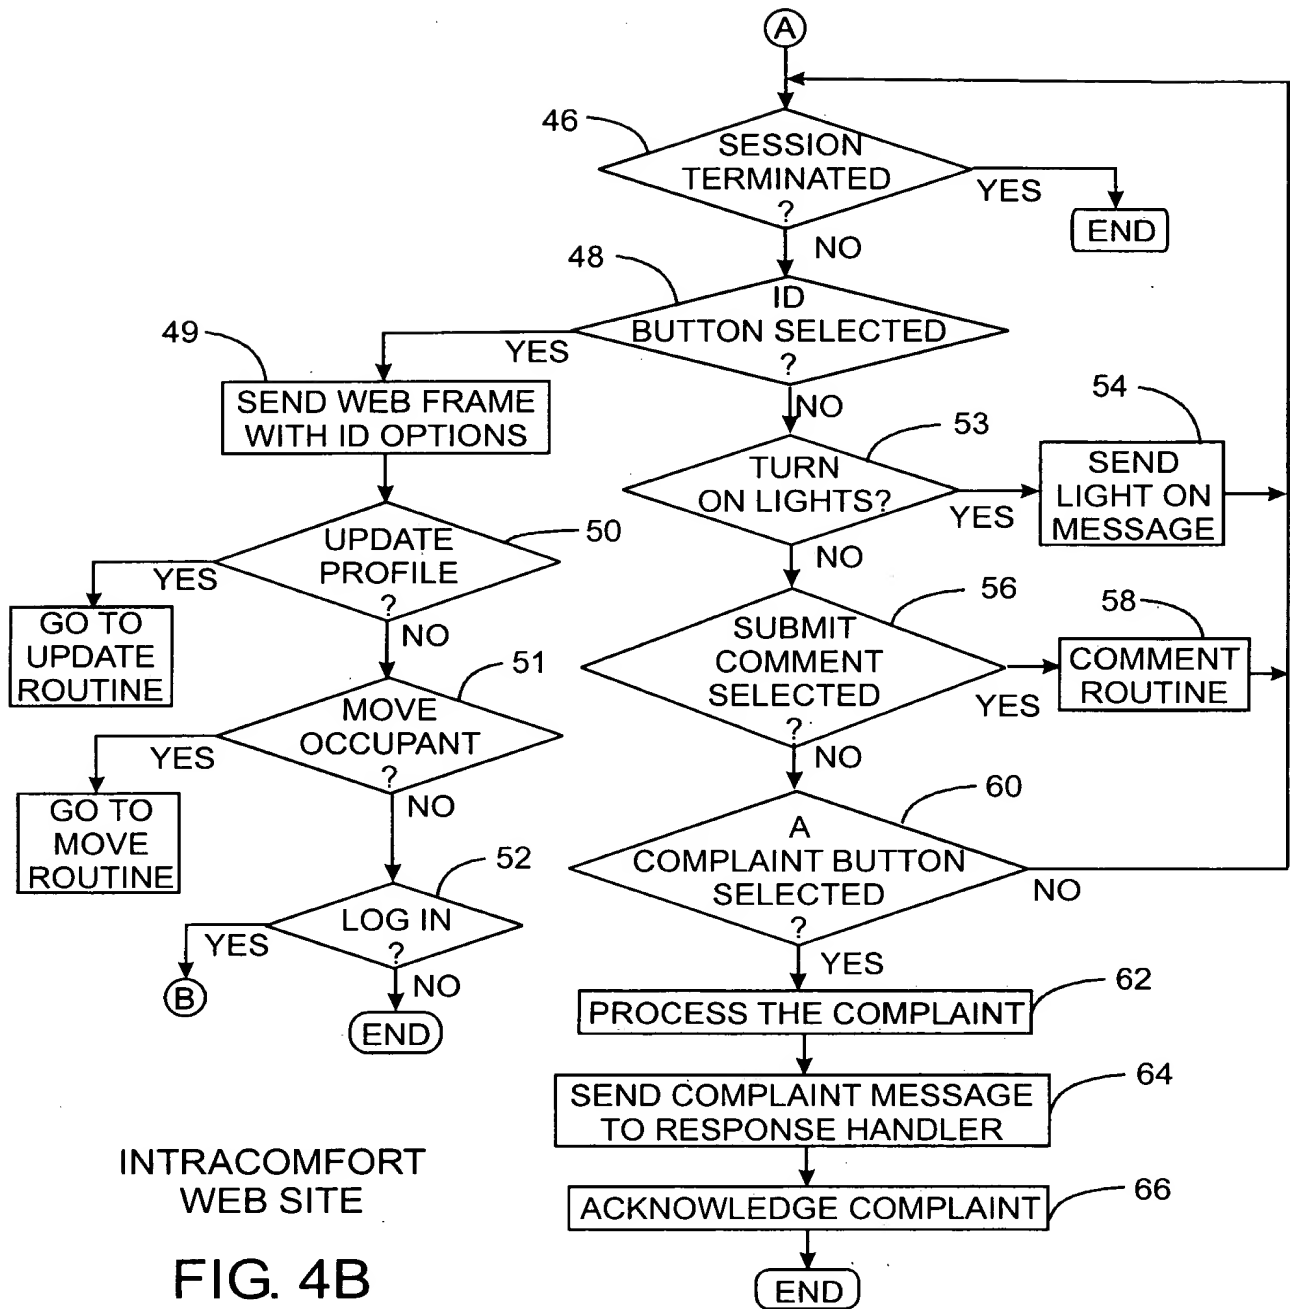 A
46
SESSION
TERMINATED
?
YES
END
NO
48
ID
BUTTON SELECTED
?
YES
49
SEND WEB FRAME
WITH ID OPTIONS
NO
53
TURN
ON LIGHTS?
YES
54
SEND
LIGHT ON
MESSAGE
NO
50
UPDATE
PROFILE
?
YES
GO TO
UPDATE
ROUTINE
NO
56
SUBMIT
COMMENT
SELECTED
?
YES
58
COMMENT
ROUTINE
NO
51
MOVE
OCCUPANT
?
YES
GO TO
MOVE
ROUTINE
NO
60
A
COMPLAINT BUTTON
SELECTED
?
NO
YES
52
LOG IN
?
YES
B
NO
END
62
PROCESS THE COMPLAINT
64
SEND COMPLAINT MESSAGE
TO RESPONSE HANDLER
66
ACKNOWLEDGE COMPLAINT
END
INTRACOMFORT
WEB SITE
FIG. 4B